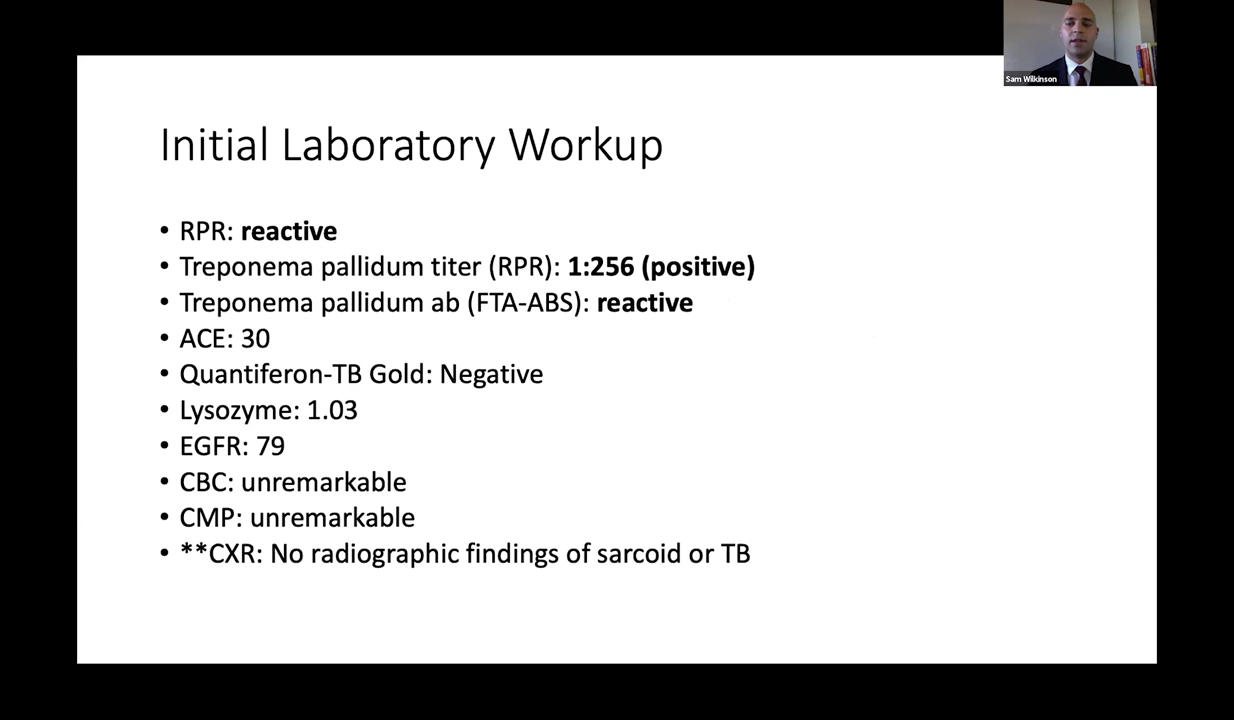 Sam Wilkinson
Initial Laboratory Workup
• RPR: reactive
• Treponema pallidum titer (RPR): 1:256 (positive)
• Treponema pallidum ab (FTA-ABS): reactive
• ACE: 30
• Quantiferon-TB Gold: Negative
• Lysozyme: 1.03
• EGFR: 79
• CBC: unremarkable
• CMP: unremarkable
• **CXR: No radiographic findings of sarcoid or TB